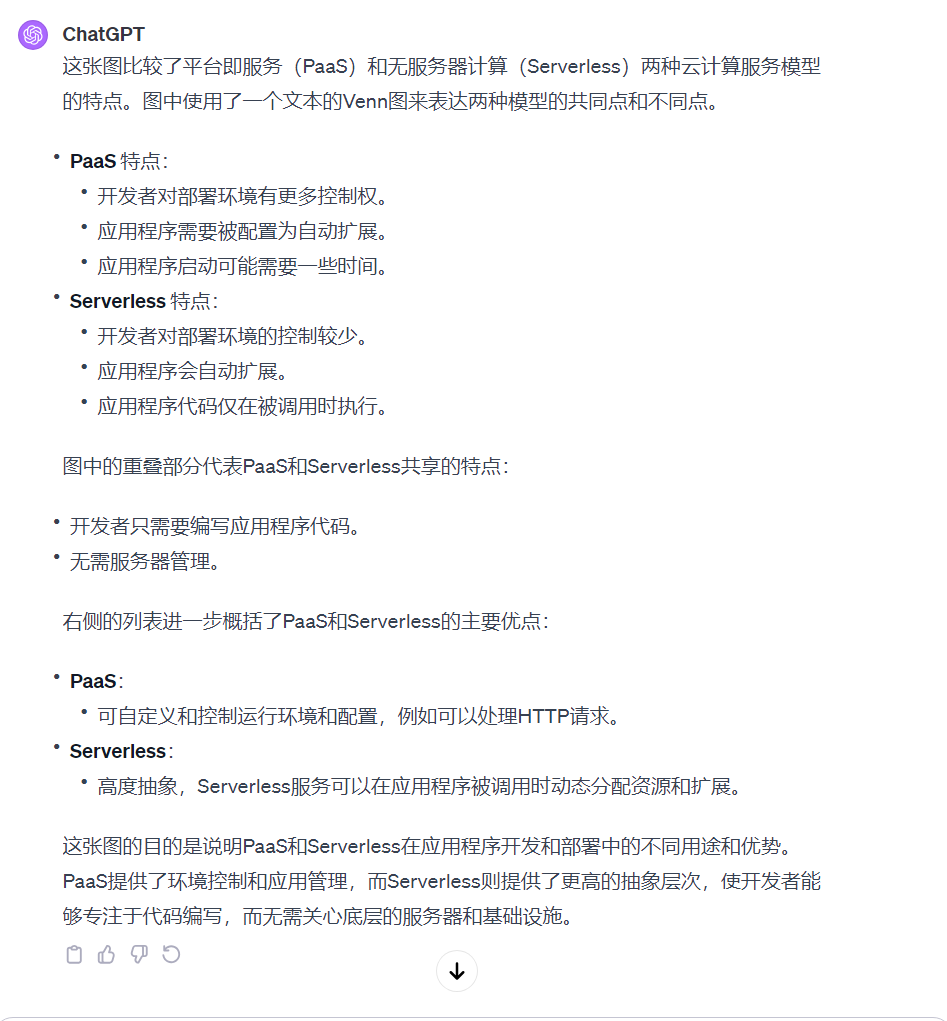 ChatGPT
这张图比较了平台即服务（PaaS）和无服务器计算（Serverless）两种云计算服务模型
的特点。图中使用了一个文本的Venn图来表达两种模型的共同点和不同点。
• PaaS 特点：
• 开发者对部署环境有更多控制权。
• 应用程序需要被配置为自动扩展。
• 应用程序启动可能需要一些时间。
• Serverless 特点：
• 开发者对部署环境的控制较少。
• 应用程序会自动扩展。
• 应用程序代码仅在被调用时执行。
图中的重叠部分代表PaaS和Serverless共享的特点：
• 开发者只需要编写应用程序代码。
• 无需服务器管理。
右侧的列表进一步概括了PaaS和Serverless的主要优点：
• PaaS：
• 可自定义和控制运行环境和配置，例如可以处理HTTP请求。
• Serverless：
• 高度抽象，Serverless服务可以在应用程序被调用时动态分配资源和扩展。
这张图的目的是说明PaaS和Serverless在应用程序开发和部署中的不同用途和优势。
PaaS提供了环境控制和应用管理，而Serverless则提供了更高的抽象层次，使开发者能
够专注于代码编写，而无需关心底层的服务器和基础设施。